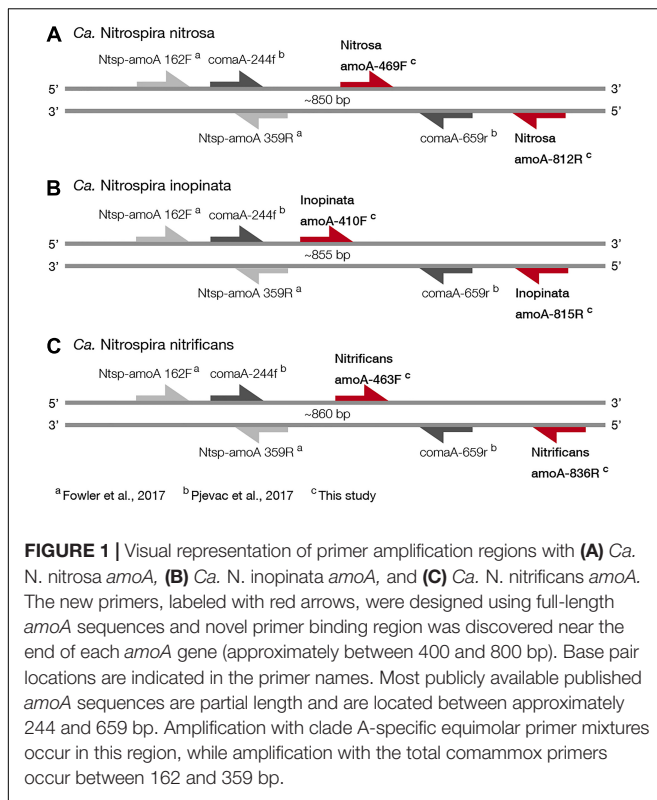 A Ca. Nitrospira nitrosa
Ntsp-amoA 162F a comaA-244f b
Nitrosa
amoA-469F c
5’ 3’
~850 bp
3’ 5’
Ntsp-amoA 359R a
comaA-659r b
Nitrosa
amoA-812R c
B Ca. Nitrospira inopinata
Ntsp-amoA 162F a comaA-244f b
Inopinata
amoA-410F c
5’ 3’
~855 bp
3’ 5’
Ntsp-amoA 359R a
comaA-659r b
Inopinata
amoA-815R c
C Ca. Nitrospira nitrificans
Ntsp-amoA 162F a comaA-244f b
Nitrificans
amoA-463F c
5’ 3’
~860 bp
3’ 5’
Ntsp-amoA 359R a
comaA-659r b
Nitrificans
amoA-836R c
a Fowler et al., 2017 b Pjevac et al., 2017 c This study
FIGURE 1 | Visual representation of primer amplification regions with (A) Ca.
N. nitrosa amoA, (B) Ca. N. inopinata amoA, and (C) Ca. N. nitrificans amoA.
The new primers, labeled with red arrows, were designed using full-length
amoA sequences and novel primer binding region was discovered near the
end of each amoA gene (approximately between 400 and 800 bp). Base pair
locations are indicated in the primer names. Most publicly available published
amoA sequences are partial length and are located between approximately
244 and 659 bp. Amplification with clade A-specific equimolar primer mixtures
occur in this region, while amplification with the total comammox primers
occur between 162 and 359 bp.